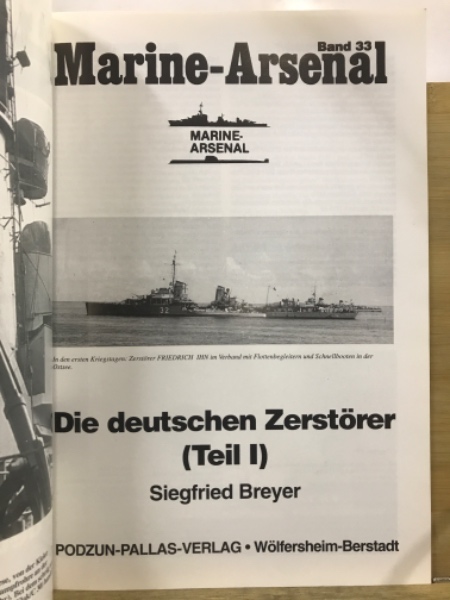 Marine-Arsenal
Band 33
MARINE-
ARSENAL
In den ersten Kriegstagen: Zerstörer FRIEDRICH IHN im Verband mit Flottenbegleitern und Schnellbooten in der
Ostsee.
Die deutschen Zerstörer
(Teil I)
Siegfried Breyer
PODZUN-PALLAS-VERLAG • Wölfersheim-Berstadt